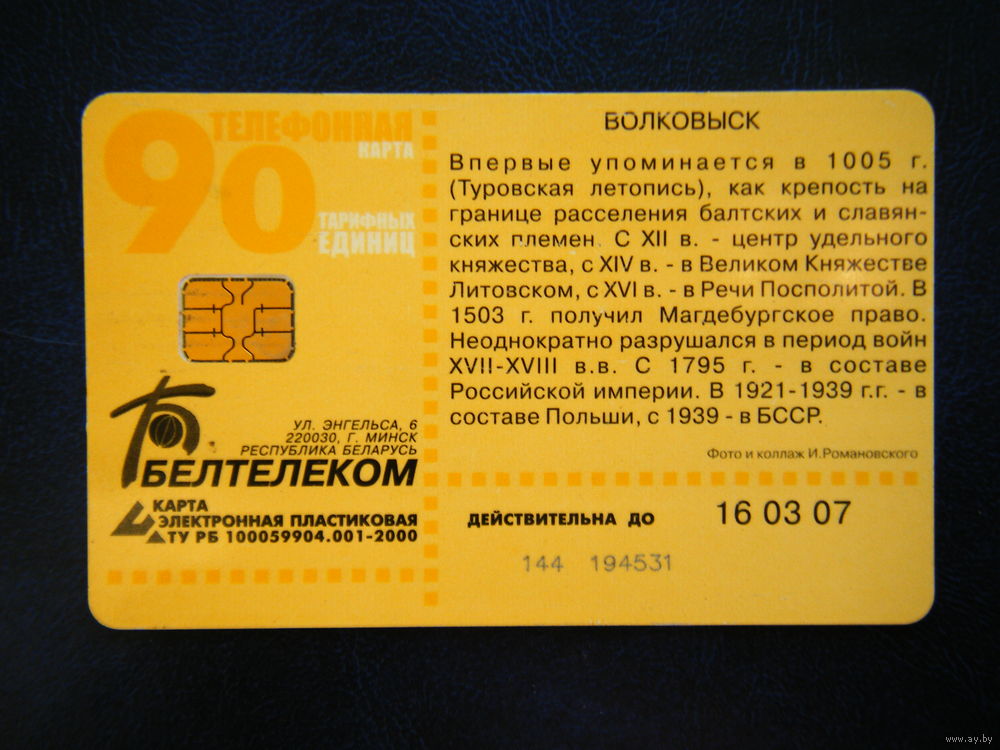 90
ТЕЛЕФОННАЯ
КАРТА
ТАРИФНЫХ
ЕДИНИЦ
УЛ. ЭНГЕЛЬСА, 6
220030, Г. МИНСК
РЕСПУБЛИКА БЕЛАРУСЬ
БЕЛТЕЛЕКОМ
КАРТА
ЭЛЕКТРОННАЯ ПЛАСТИКОВАЯ
ТУ РБ 100059904.001-2000
ВОЛКОВЫСК
Впервые упоминается в 1005 г.
(Туровская летопись), как крепость на
границе расселения балтских и славян-
ских племен. С XII в. - центр удельного
княжества, с XIV в. - в Великом Княжестве
Литовском, с XVI в. - в Речи Посполитой. В
1503 г. получил Магдебургское право.
Неоднократно разрушался в период войн
XVII-XVIII в.в. С 1795 г. - в составе
Российской империи. В 1921-1939 г.г. - в
составе Польши, с 1939 - в БССР.
Фото и коллаж И.Романовского
ДЕЙСТВИТЕЛЬНА ДО 16 03 07
144 194531
www.ay.by